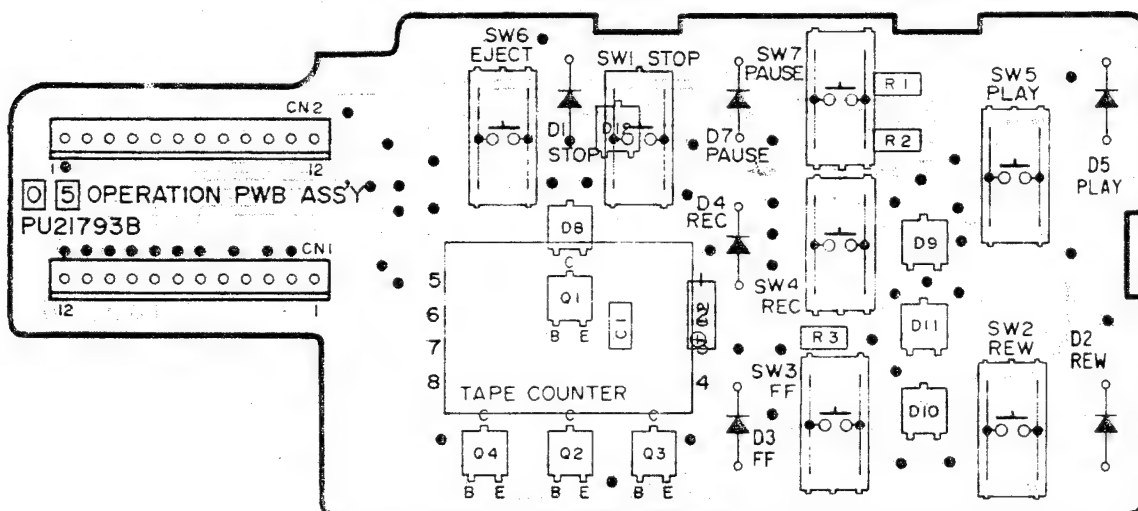 SW6
EJECT
SW1 STOP
SW7
PAUSE
R1
SW5
PLAY
CN2
D1
STOP
D7
PAUSE
R2
D5
PLAY
1
12
0 5 OPERATION PWB ASS'Y
PU21793B
D4
REC
D8
D9
CN1
C
12
1
5
6
7
8
Q1
B E
C1
2
3
4
SW4
REC
D11
R3
SW2
REW
D2
REW
TAPE COUNTER
SW3
FF
D10
C
C
C
Q4
Q2
Q3
D3
FF
B E
B E
B E